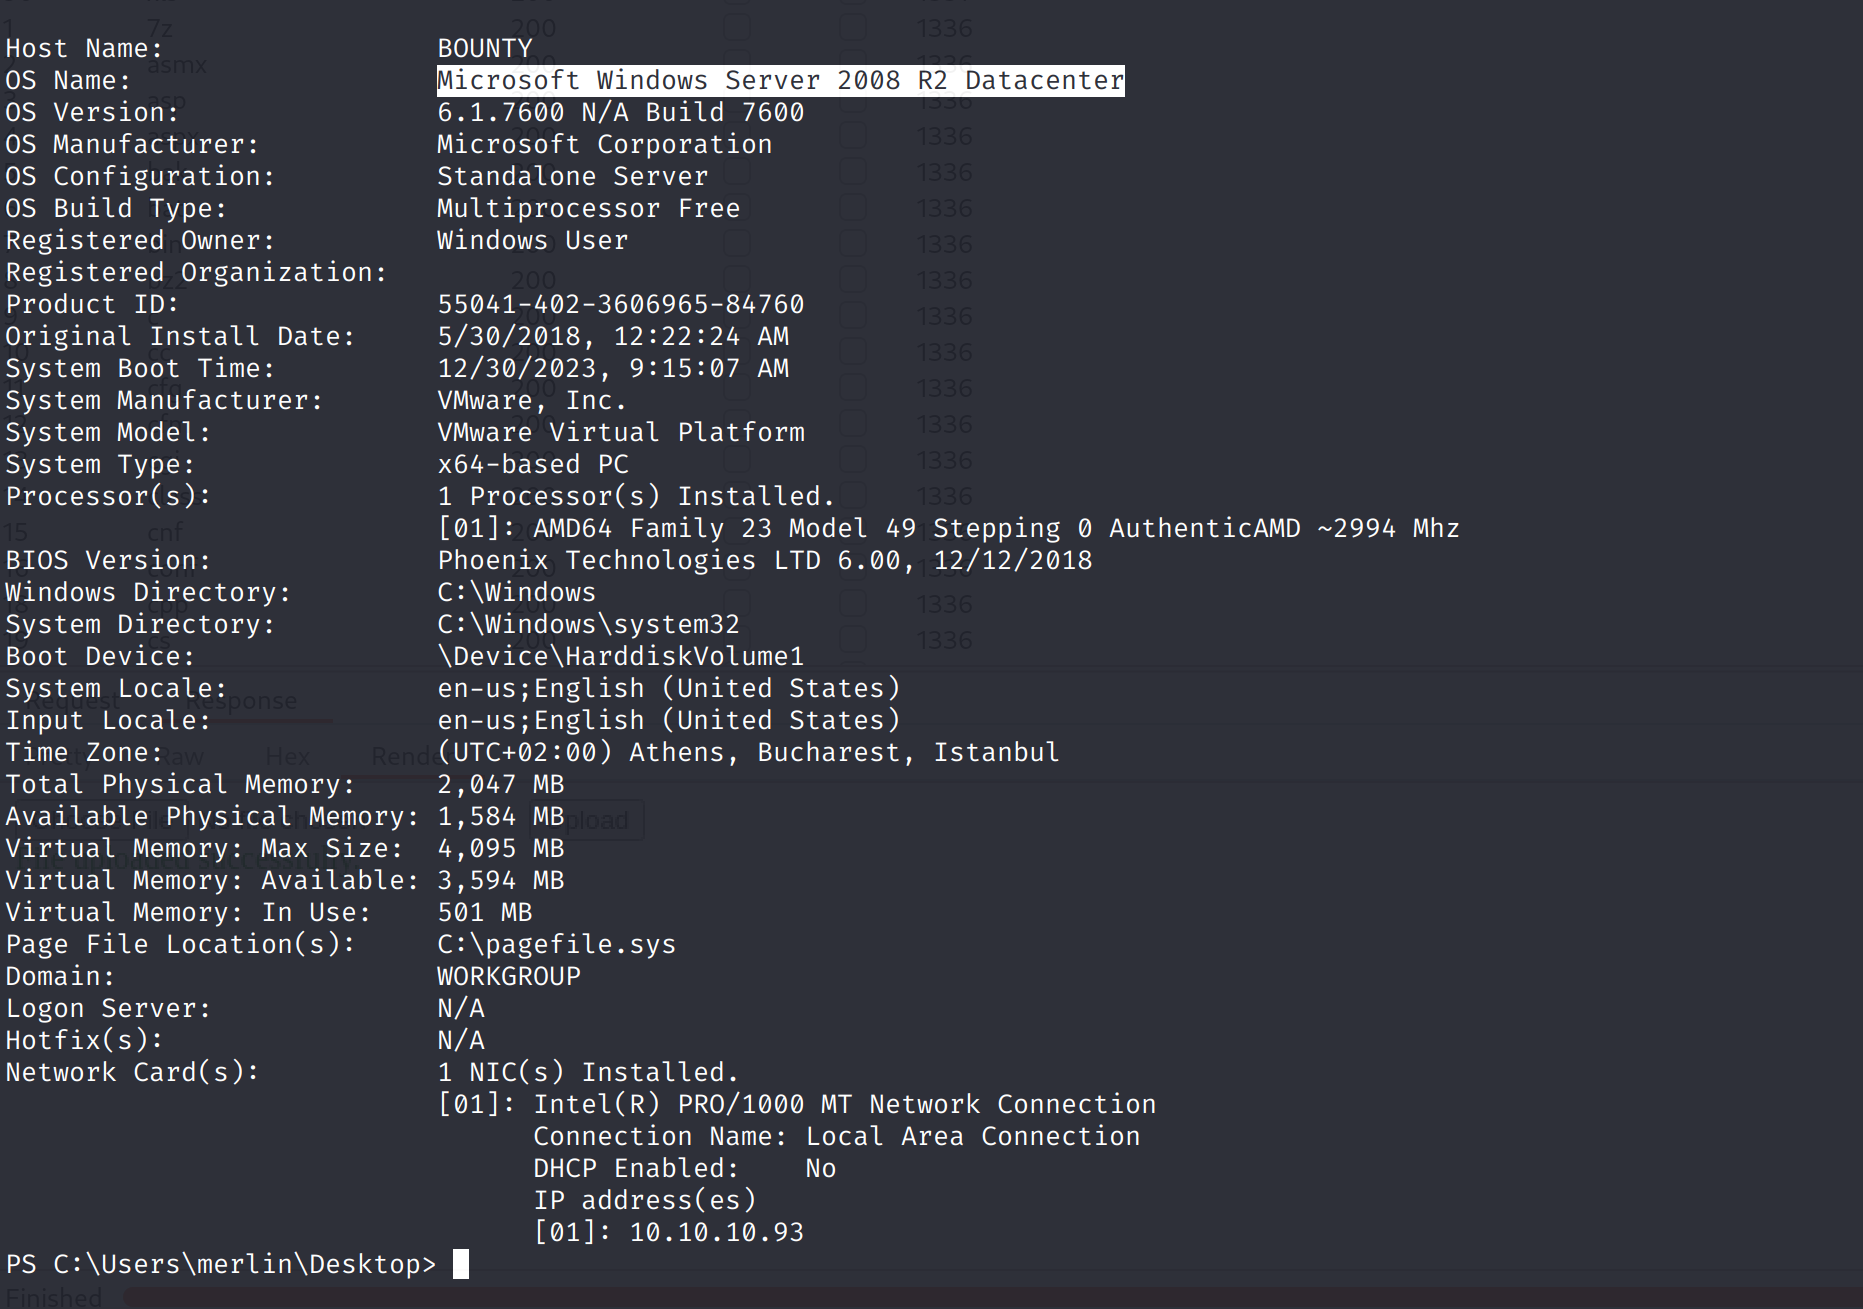 Host Name:                 BOUNTY
OS Name:                   Microsoft Windows Server 2008 R2 Datacenter
OS Version:                6.1.7600 N/A Build 7600
OS Manufacturer:           Microsoft Corporation
OS Configuration:          Standalone Server
OS Build Type:             Multiprocessor Free
Registered Owner:          Windows User
Registered Organization:
Product ID:                55041-402-3606965-84760
Original Install Date:     5/30/2018, 12:22:24 AM
System Boot Time:          12/30/2023, 9:15:07 AM
System Manufacturer:       VMware, Inc.
System Model:              VMware Virtual Platform
System Type:               x64-based PC
Processor(s):              1 Processor(s) Installed.
                           [01]: AMD64 Family 23 Model 49 Stepping 0 AuthenticAMD ~2994 Mhz
BIOS Version:              Phoenix Technologies LTD 6.00, 12/12/2018
Windows Directory:         C:\Windows
System Directory:          C:\Windows\system32
Boot Device:               \Device\HarddiskVolume1
System Locale:             en-us;English (United States)
Input Locale:              en-us;English (United States)
Time Zone:                 (UTC+02:00) Athens, Bucharest, Istanbul
Total Physical Memory:     2,047 MB
Available Physical Memory: 1,584 MB
Virtual Memory: Max Size:  4,095 MB
Virtual Memory: Available: 3,594 MB
Virtual Memory: In Use:    501 MB
Page File Location(s):     C:\pagefile.sys
Domain:                    WORKGROUP
Logon Server:              N/A
Hotfix(s):                 N/A
Network Card(s):           1 NIC(s) Installed.
                           [01]: Intel(R) PRO/1000 MT Network Connection
                                 Connection Name: Local Area Connection
                                 DHCP Enabled:    No
                                 IP address(es)
                                 [01]: 10.10.10.93
PS C:\Users\merlin\Desktop>
Finished